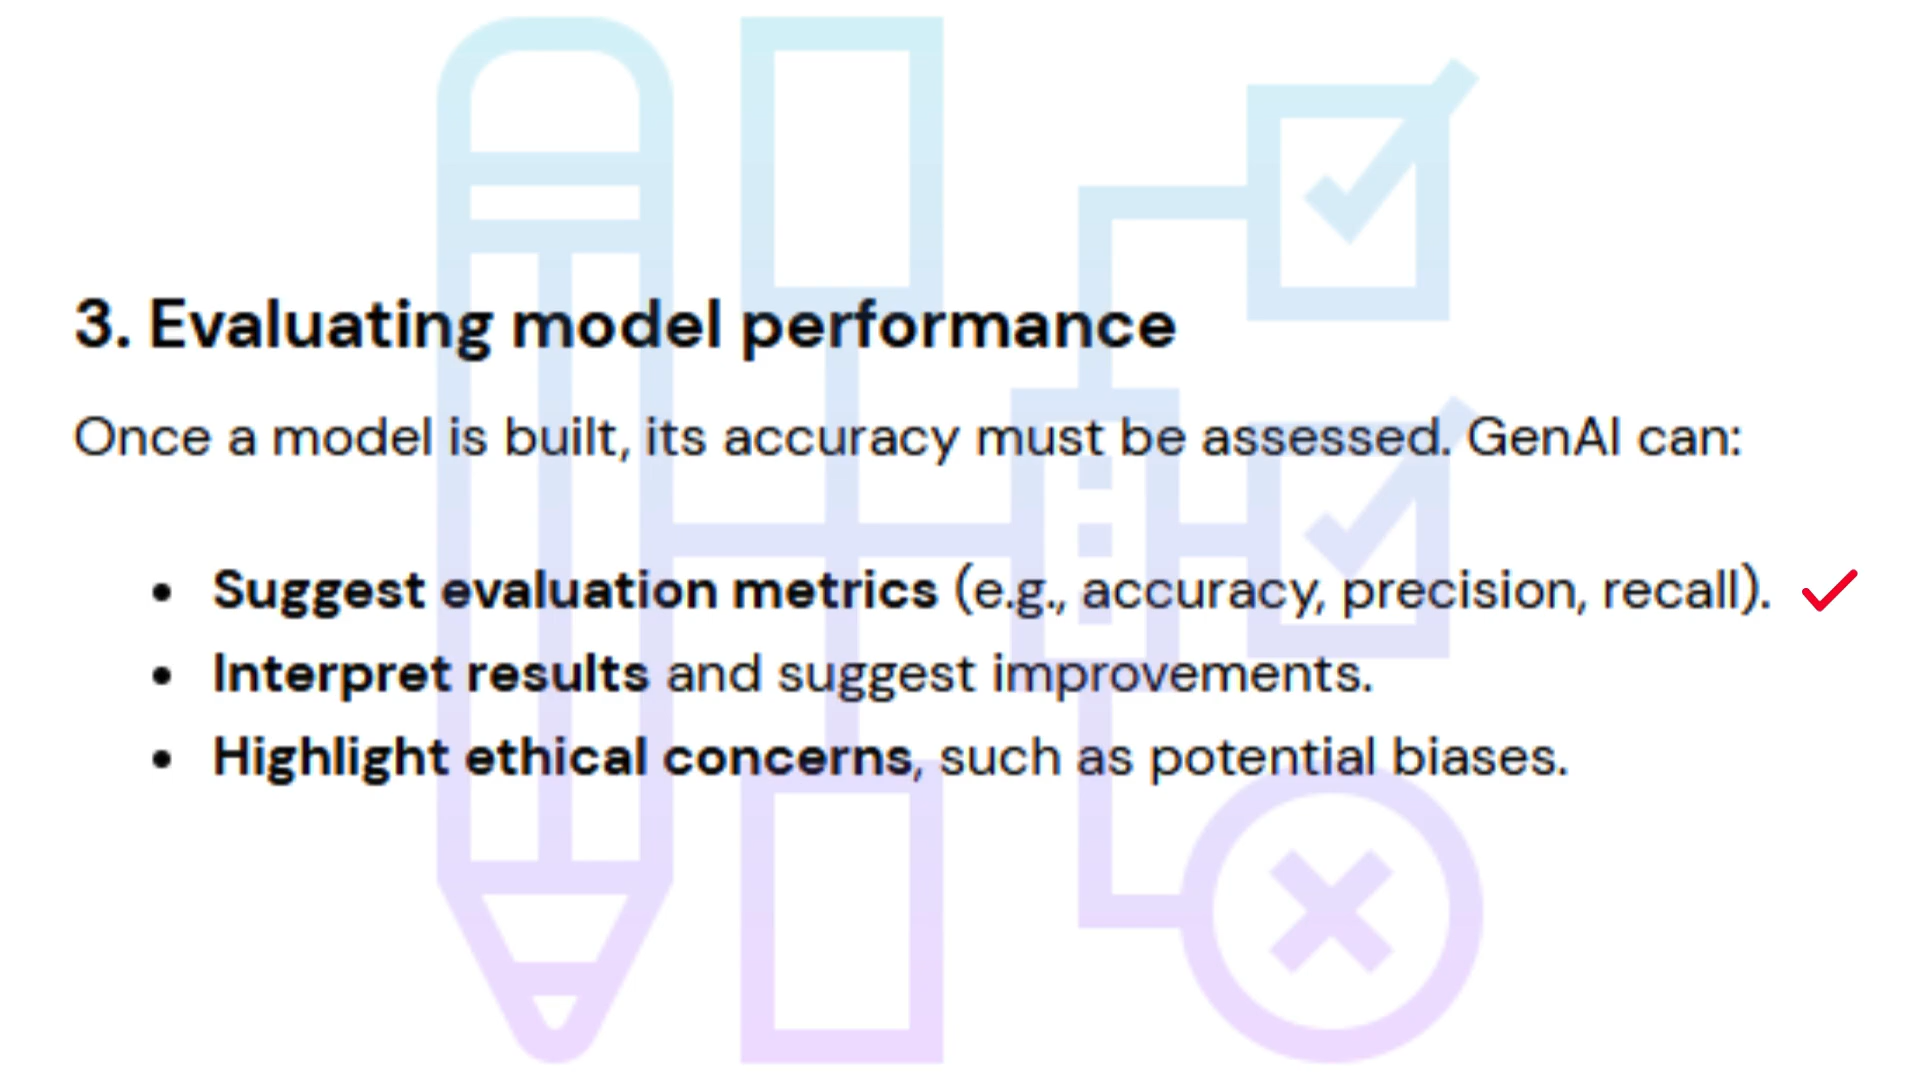 3. Evaluating model performance
Once a model is built, its accuracy must be assessed. GenAI can:
• Suggest evaluation metrics (e.g., accuracy, precision, recall).
• Interpret results and suggest improvements.
• Highlight ethical concerns, such as potential biases.